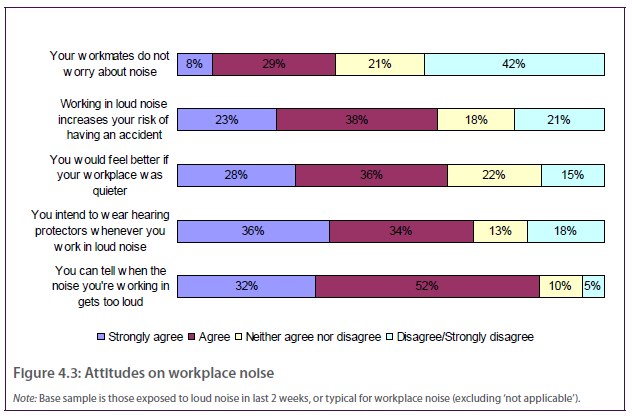 Your workmates do not
worry about noise
8% 29% 21% 42%
Working in loud noise
increases your risk of
having an accident
23% 38% 18% 21%
You would feel better if
your workplace was
quieter
28% 36% 22% 15%
You intend to wear hearing
protectors whenever you
work in loud noise
36% 34% 13% 18%
You can tell when the
noise you're working in
gets too loud
32% 52% 10% 5%
Strongly agree Agree Neither agree nor disagree Disagree/Strongly disagree
Figure 4.3: Attitudes on workplace noise
Note: Base sample is those exposed to loud noise in last 2 weeks, or typical for workplace noise (excluding ‘not applicable’).